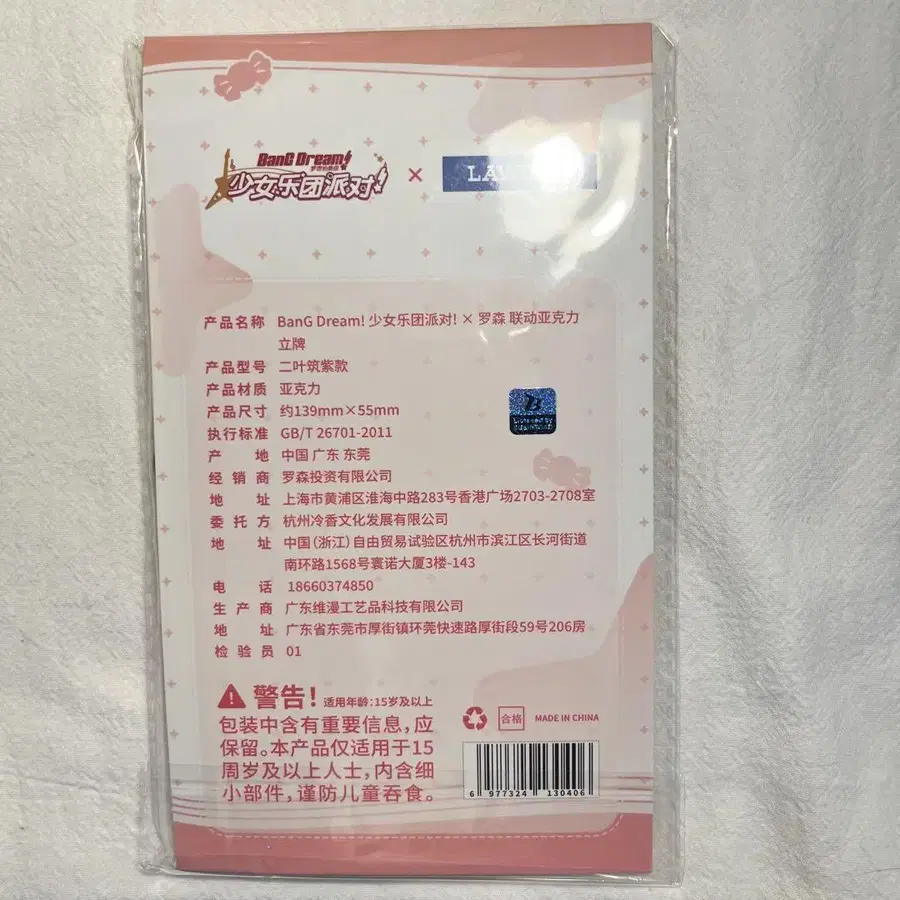 BanG Dream!
少女乐团派对!
×
产品名称 BanG Dream! 少女乐团派对! × 罗森 联动亚克力
立牌
产品型号 二叶筑紫款
产品材质 亚克力
产品尺寸 约139mm×55mm
执行标准 GB/T 26701-2011
产地 中国 广东 东莞
经销商 罗森投资有限公司
地址 上海市黄浦区淮海中路283号香港广场2703-2708室
委托方 杭州冷香文化发展有限公司
地址 中国(浙江)自由贸易试验区杭州市滨江区长河街道
南环路1568号寰诺大厦3楼-143
电话 18660374850
生产商 广东维漫工艺品科技有限公司
地址 广东省东莞市厚街镇环莞快速路厚街段59号206房
检验员 01
警告! 适用年龄:15岁及以上
包装中含有重要信息,应
保留。本产品仅适用于15
周岁及以上人士,内含细
小部件,谨防儿童吞食。
合格 MADE IN CHINA
6 977324 130406